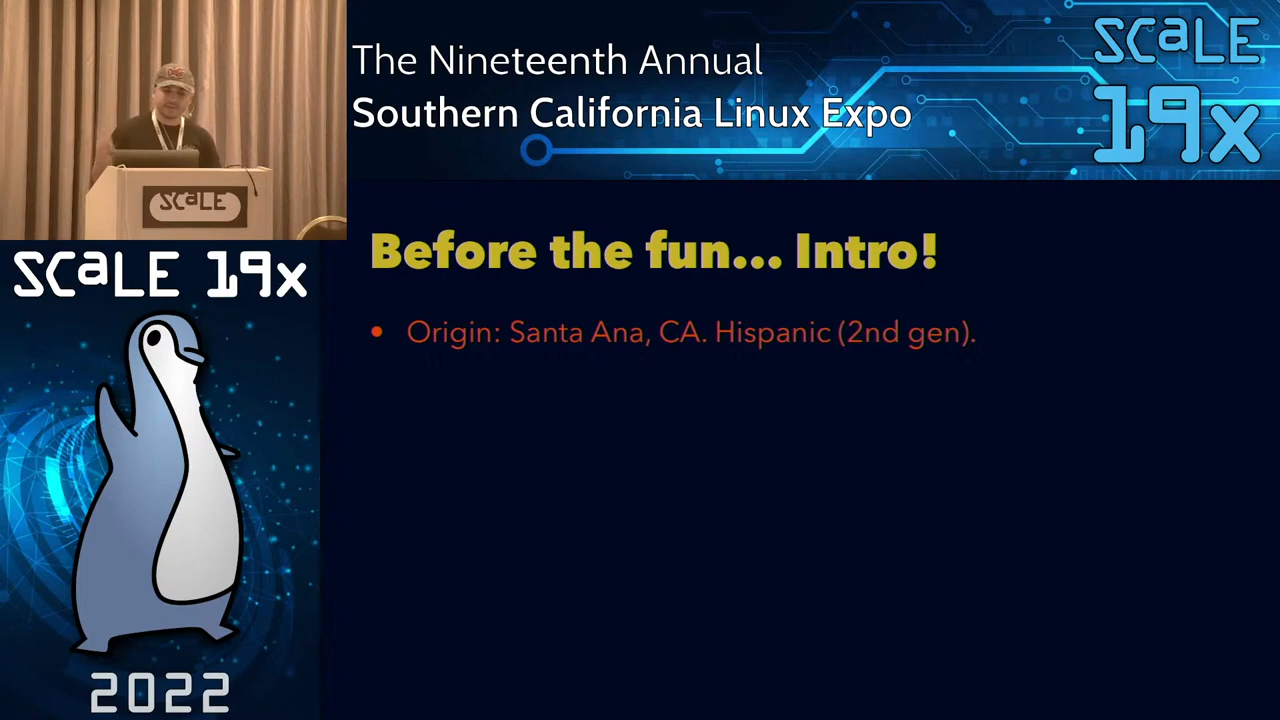 The Nineteenth Annual
Southern California Linux Expo
SCaLE
19x
SCaLE
SCaLE 19x
Before the fun... Intro!
• Origin: Santa Ana, CA. Hispanic (2nd gen).
2022